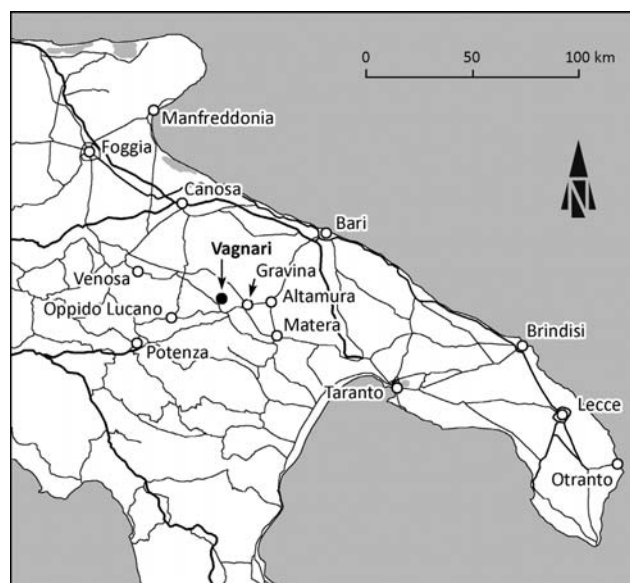 0 50 100 km
Manfreddonia
Foggia
N
Canosa
Bari
Vagnari
Gravina
Venosa
Altamura
Oppido Lucano
Matera
Brindisi
Potenza
Taranto
Lecce
Otranto